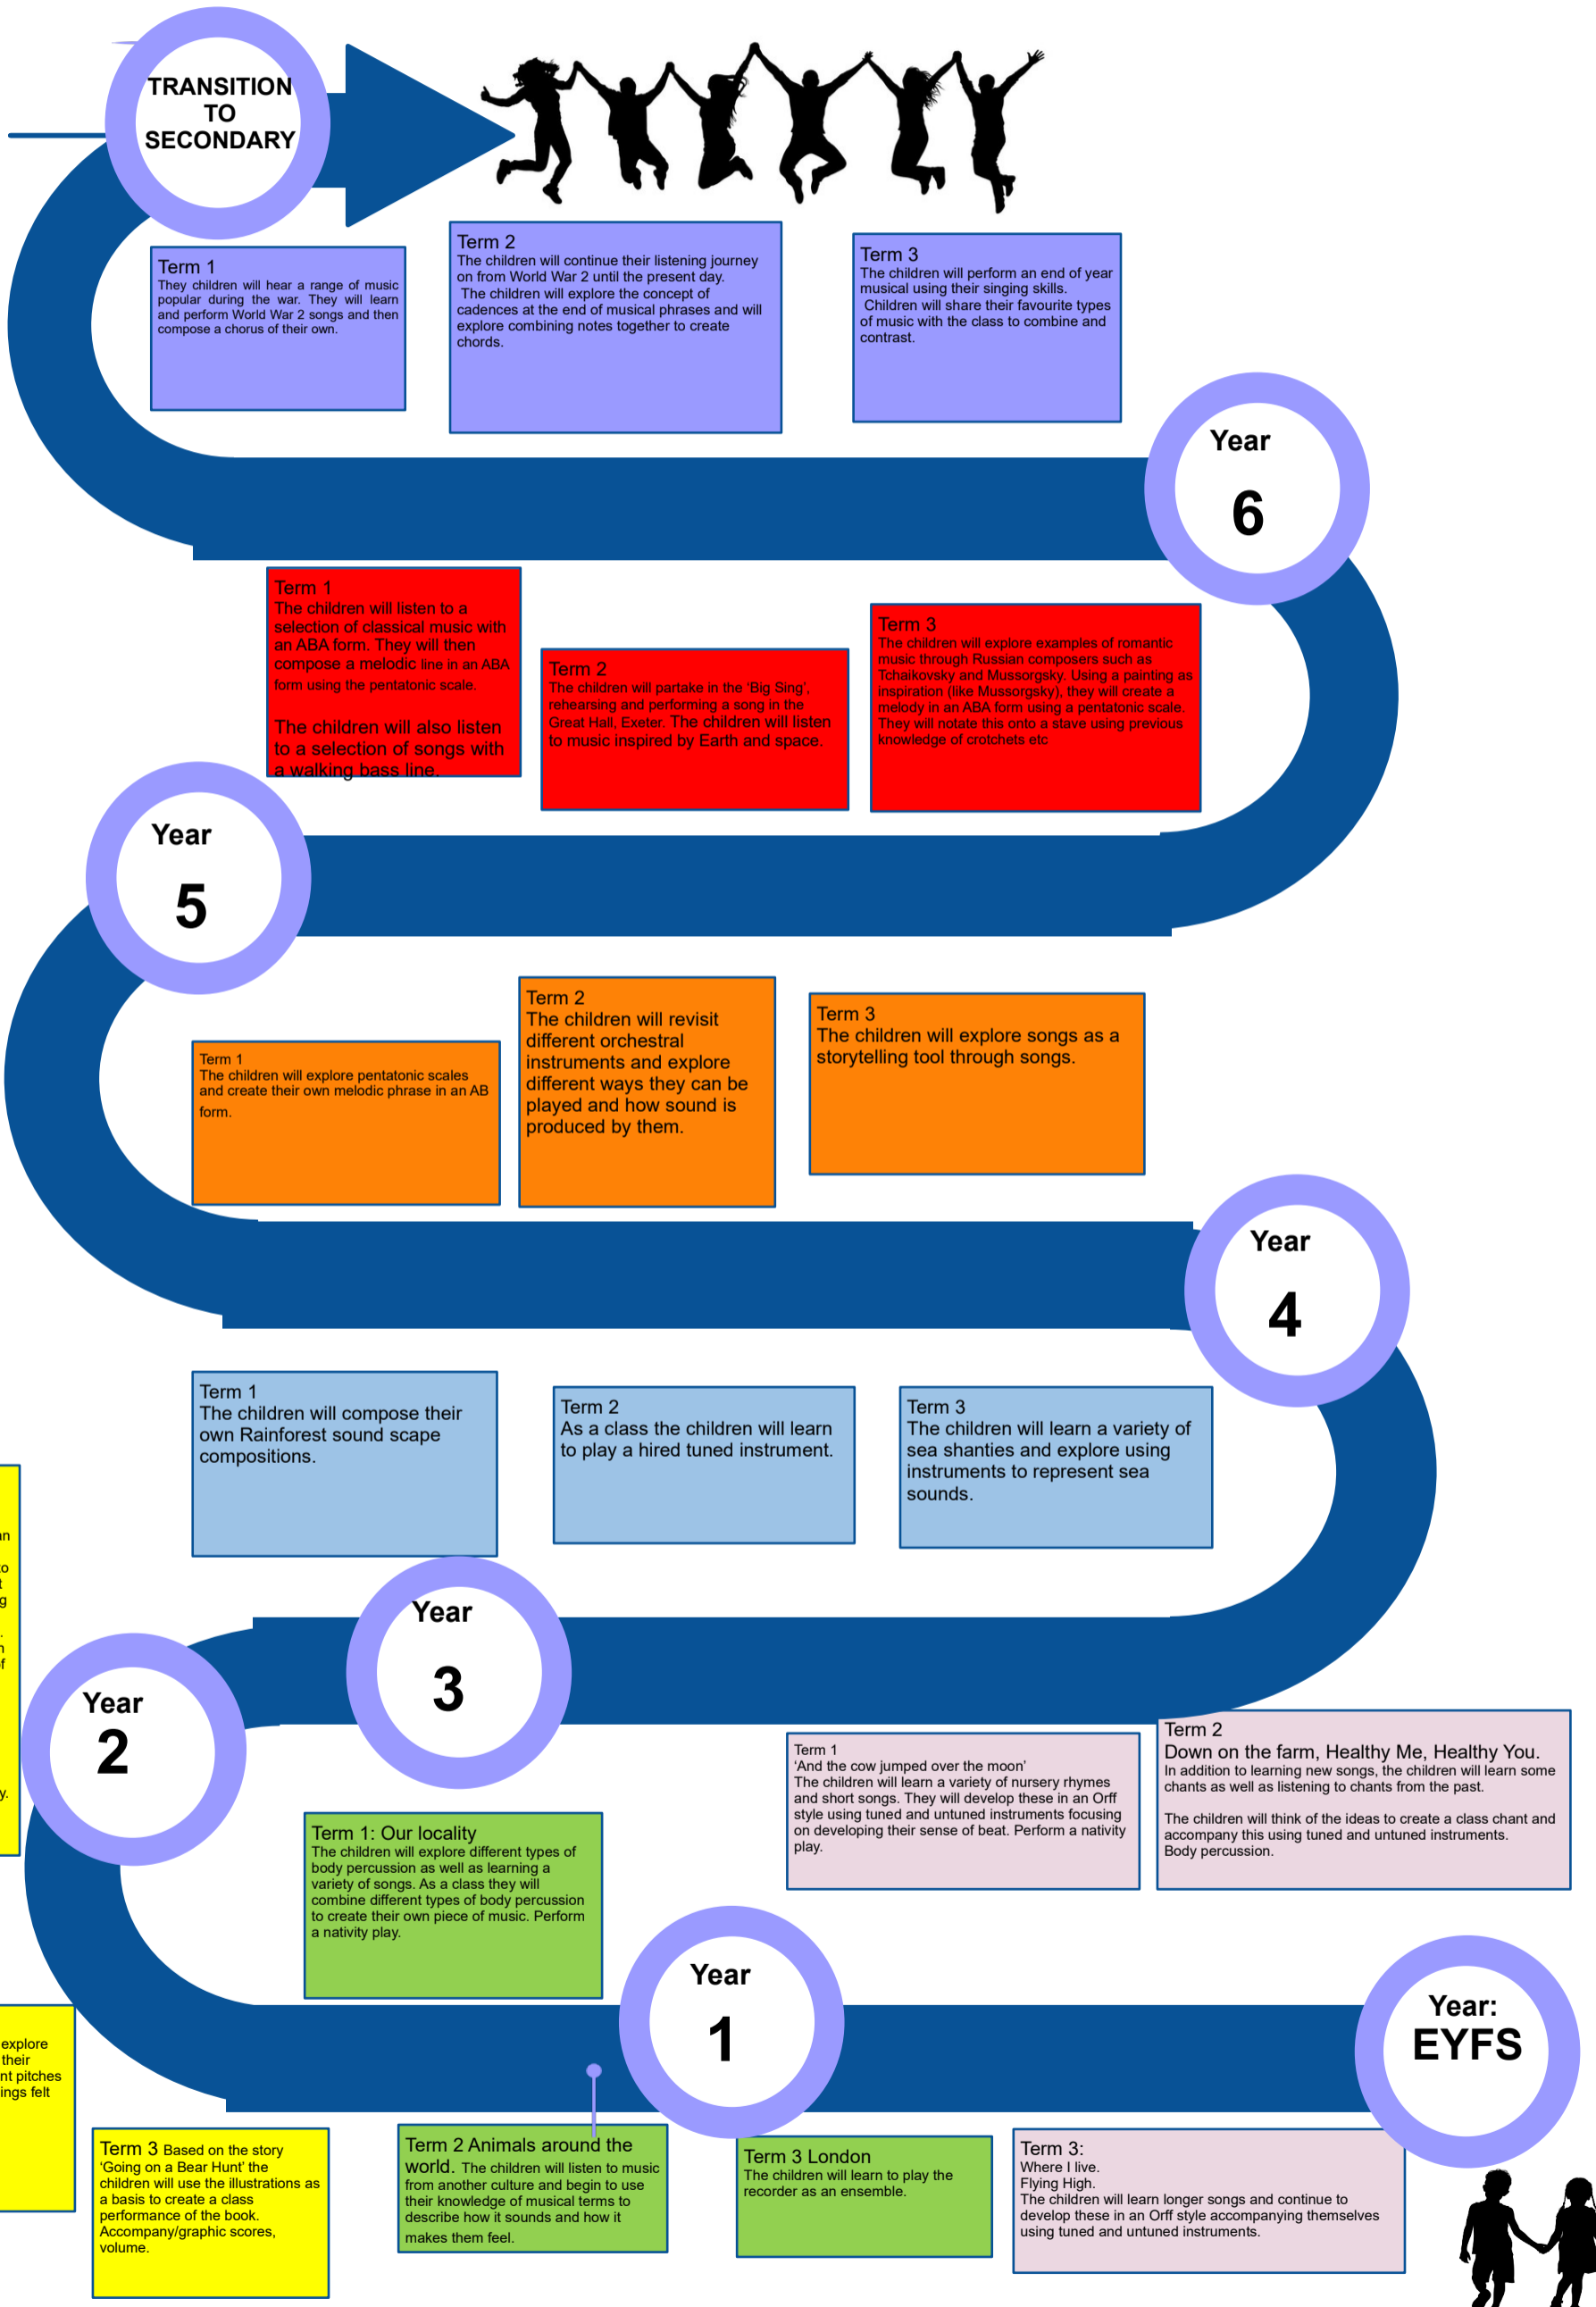 TRANSITION
TO
SECONDARY
Term 1
They children will hear a range of music
popular during the war. They will learn
and perform World War 2 songs and then
compose a chorus of their own.
Term 2
The children will continue their listening journey
on from World War 2 until the present day.
The children will explore the concept of
cadences at the end of musical phrases and will
explore combining notes together to create
chords.
Term 3
The children will perform an end of year
musical using their singing skills.
Children will share their favourite types
of music with the class to combine and
contrast.
Year
6
Term 1
The children will listen to a
selection of classical music with
an ABA form. They will then
compose a melodic line in an ABA
form using the pentatonic scale.
The children will also listen
to a selection of songs with
a walking bass line.
Term 2
The children will partake in the ‘Big Sing’,
rehearsing and performing a song in the
Great Hall, Exeter. The children will listen
to music inspired by Earth and space.
Term 3
The children will explore examples of romantic
music through Russian composers such as
Tchaikovsky and Mussorgsky. Using a painting as
inspiration (like Mussorgsky), they will create a
melody in an ABA form using a pentatonic scale.
They will notate this onto a stave using previous
knowledge of crotchets etc
Year
5
Term 1
The children will explore pentatonic scales
and create their own melodic phrase in an AB
form.
Term 2
The children will revisit
different orchestral
instruments and explore
different ways they can be
played and how sound is
produced by them.
Term 3
The children will explore songs as a
storytelling tool through songs.
Year
4
Term 1
The children will compose their
own Rainforest sound scape
compositions.
Term 2
As a class the children will learn
to play a hired tuned instrument.
Term 3
The children will learn a variety of
sea shanties and explore using
instruments to represent sea
sounds.
Year
3
Year
2
Term 1
‘And the cow jumped over the moon’
The children will learn a variety of nursery rhymes
and short songs. They will develop these in an Orff
style using tuned and untuned instruments focusing
on developing their sense of beat. Perform a nativity
play.
Term 2
Down on the farm, Healthy Me, Healthy You.
In addition to learning new songs, the children will learn some
chants as well as listening to chants from the past.
The children will think of the ideas to create a class chant and
accompany this using tuned and untuned instruments.
Body percussion.
Term 1: Our locality
The children will explore different types of
body percussion as well as learning a
variety of songs. As a class they will
combine different types of body percussion
to create their own piece of music. Perform
a nativity play.
Year
1
Year:
EYFS
explore
their
nt pitches
ings felt
Term 3 Based on the story
‘Going on a Bear Hunt’ the
children will use the illustrations as
a basis to create a class
performance of the book.
Accompany/graphic scores,
volume.
Term 2 Animals around the
world. The children will listen to music
from another culture and begin to use
their knowledge of musical terms to
describe how it sounds and how it
makes them feel.
Term 3 London
The children will learn to play the
recorder as an ensemble.
Term 3:
Where I live.
Flying High.
The children will learn longer songs and continue to
develop these in an Orff style accompanying themselves
using tuned and untuned instruments.